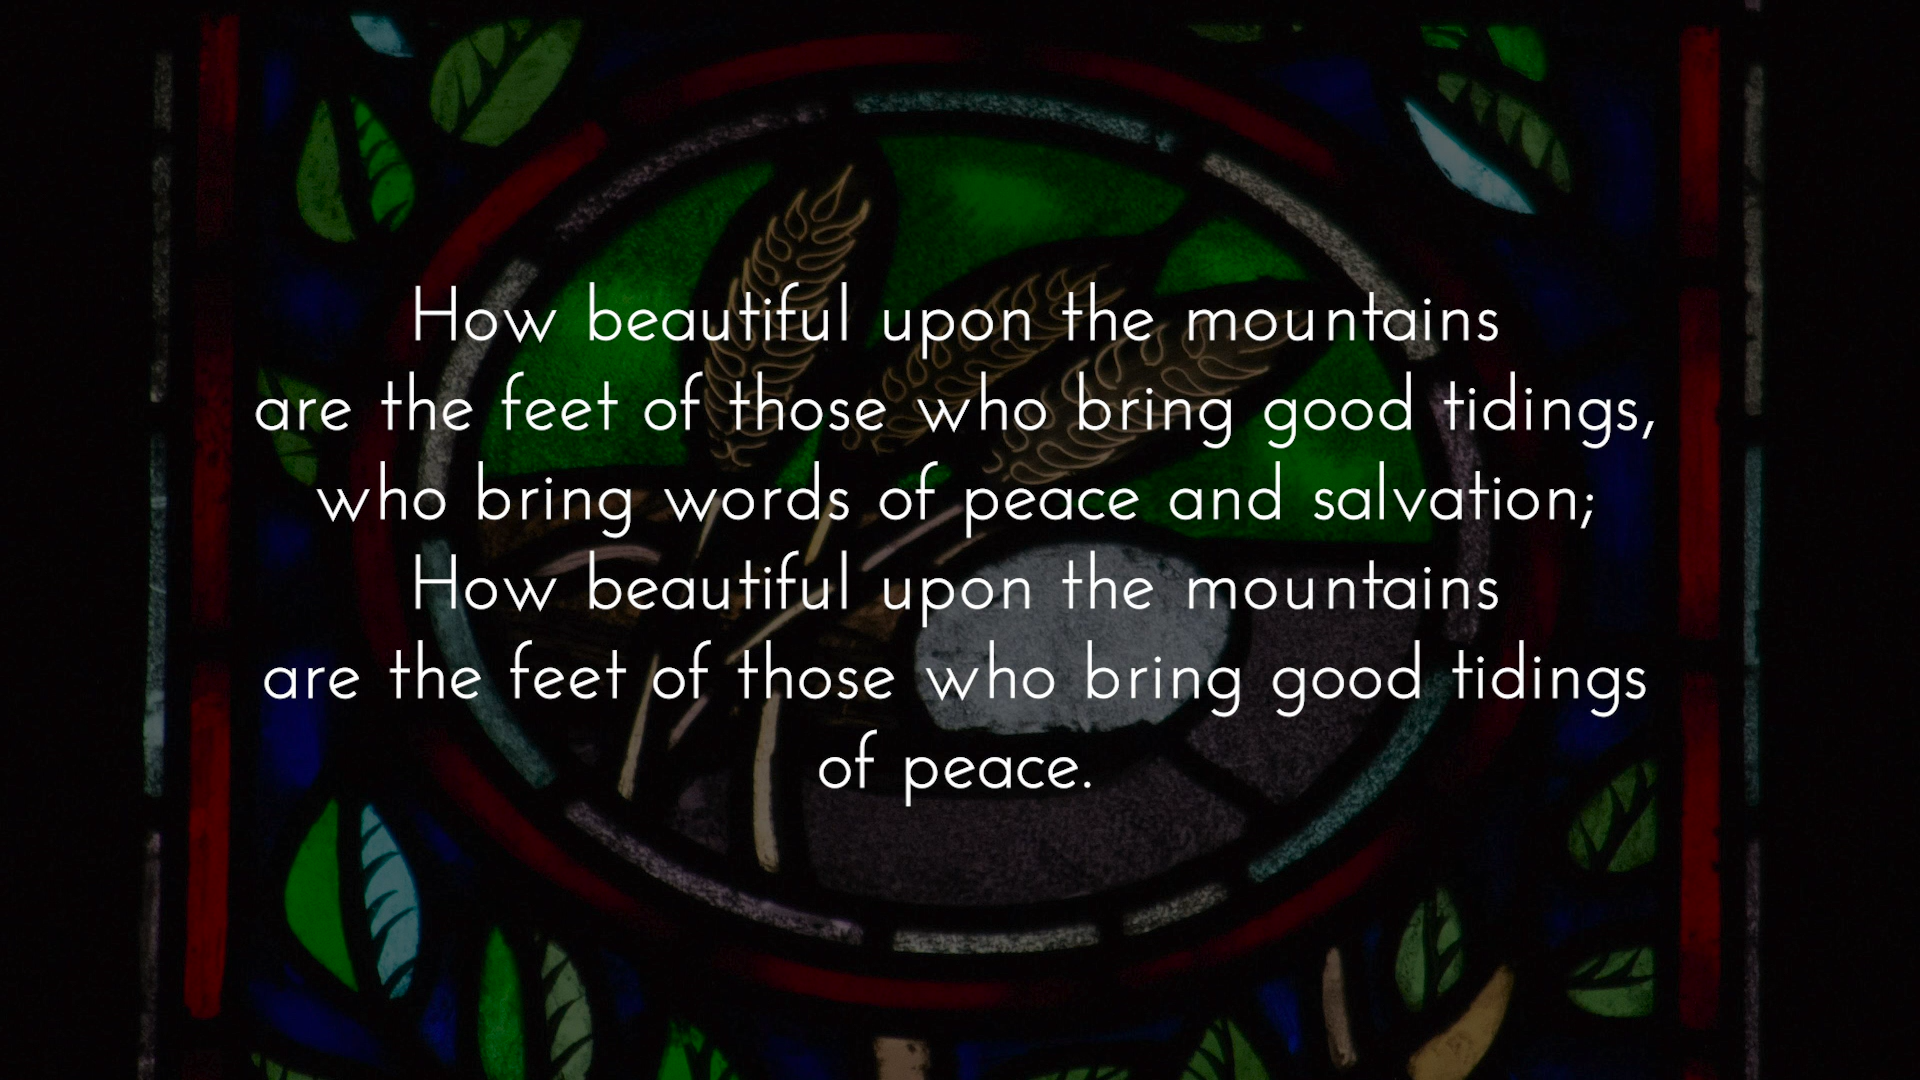 How beautiful upon the mountains
are the feet of those who bring good tidings,
who bring words of peace and salvation;
How beautiful upon the mountains
are the feet of those who bring good tidings
of peace.